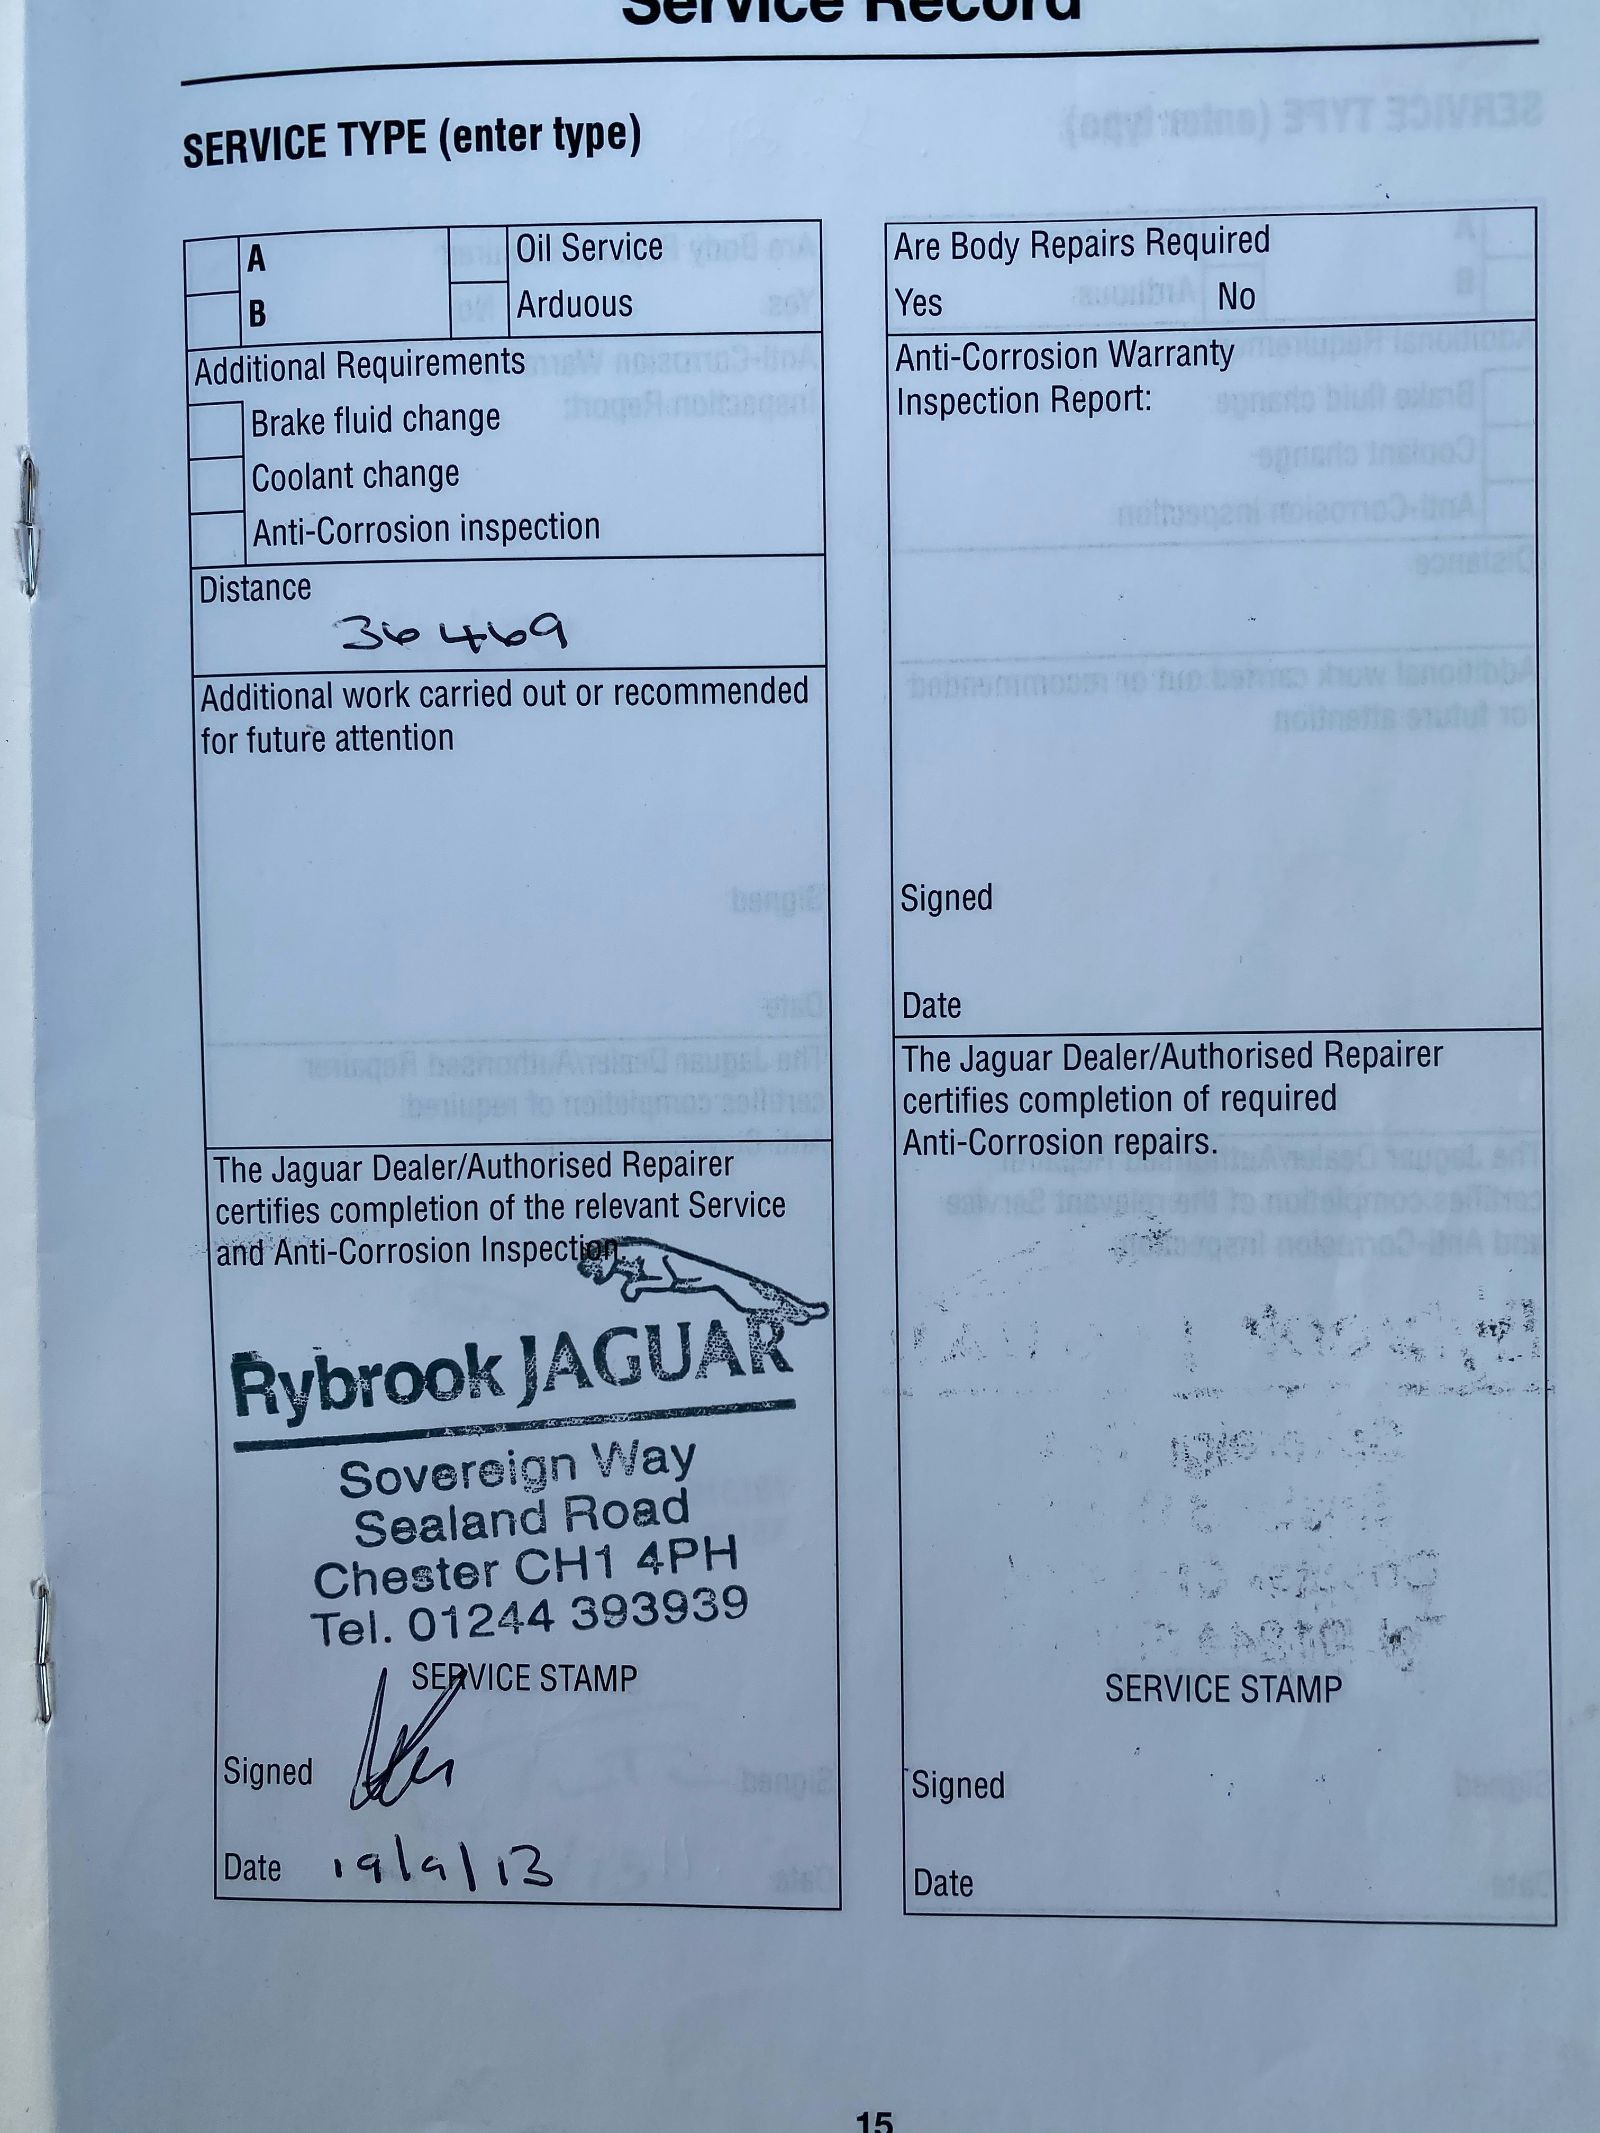 Service Record
SERVICE TYPE (enter type)
A
Oil Service
B
Arduous
Additional Requirements
Brake fluid change
Coolant change
Anti-Corrosion inspection
Distance
36469
Additional work carried out or recommended
for future attention
The Jaguar Dealer/Authorised Repairer
certifies completion of the relevant Service
and Anti-Corrosion Inspection.
Rybrook JAGUAR
Sovereign Way
Sealand Road
Chester CH1 4PH
Tel. 01244 393939
SERVICE STAMP
Signed
Date 19/9/13
Are Body Repairs Required
Yes No
Anti-Corrosion Warranty
Inspection Report:
Signed
Date
The Jaguar Dealer/Authorised Repairer
certifies completion of required
Anti-Corrosion repairs.
SERVICE STAMP
Signed
Date
15